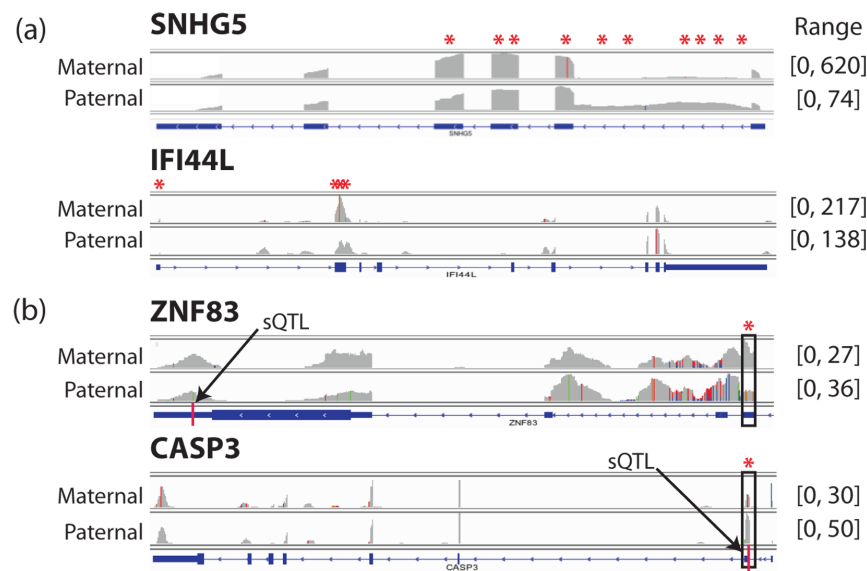 (a) SNHG5 Range
* * * * * * * * * *
Maternal [0, 620]
Paternal [0, 74]
SNHG5
IFI44L
* ***
Maternal [0, 217]
Paternal [0, 138]
IFI44L
(b) ZNF83
sQTL *
Maternal [0, 27]
Paternal [0, 36]
ZNF83
CASP3
sQTL *
Maternal [0, 30]
Paternal [0, 50]
CASP3